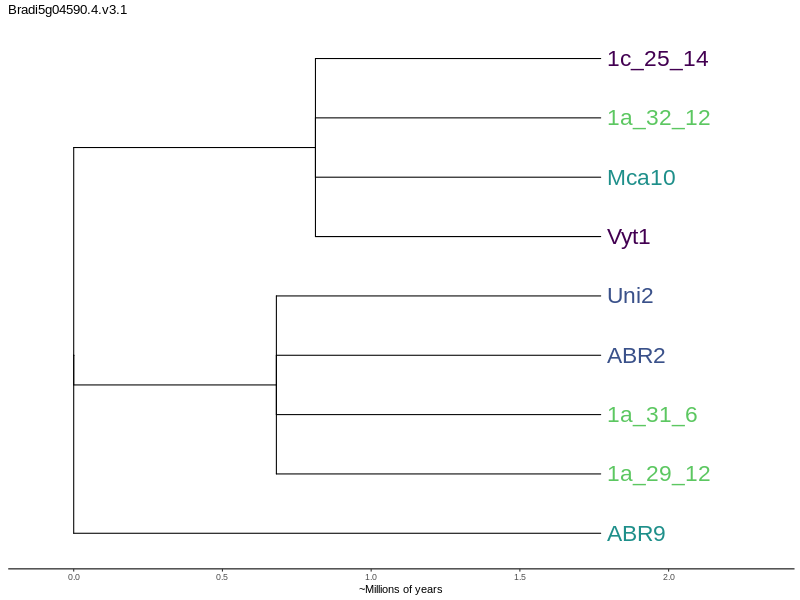 Bradi5g04590.4.v3.1
1c_25_14
1a_32_12
Mca10
Vyt1
Uni2
ABR2
1a_31_6
1a_29_12
ABR9
0.0 0.5 1.0 1.5 2.0
~Millions of years